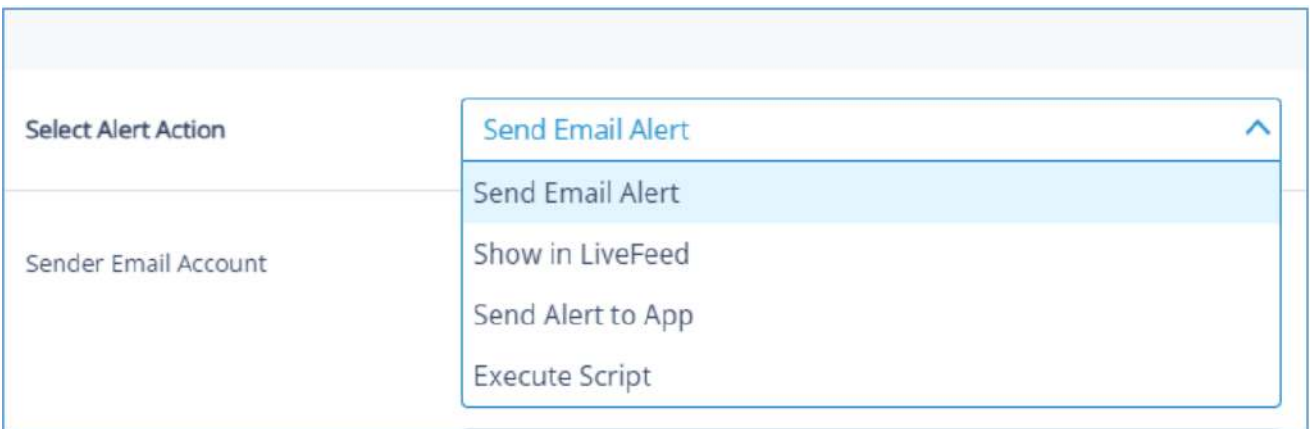 Select Alert Action
Send Email Alert
Send Email Alert
Show in LiveFeed
Sender Email Account
Send Alert to App
Execute Script